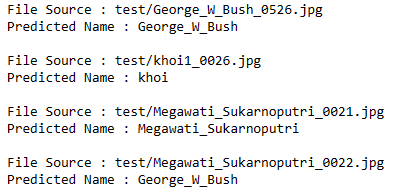 File Source : test/George_W_Bush_0526.jpg
Predicted Name : George_W_Bush
File Source : test/khoi1_0026.jpg
Predicted Name : khoi
File Source : test/Megawati_Sukarnoputri_0021.jpg
Predicted Name : Megawati_Sukarnoputri
File Source : test/Megawati_Sukarnoputri_0022.jpg
Predicted Name : George_W_Bush